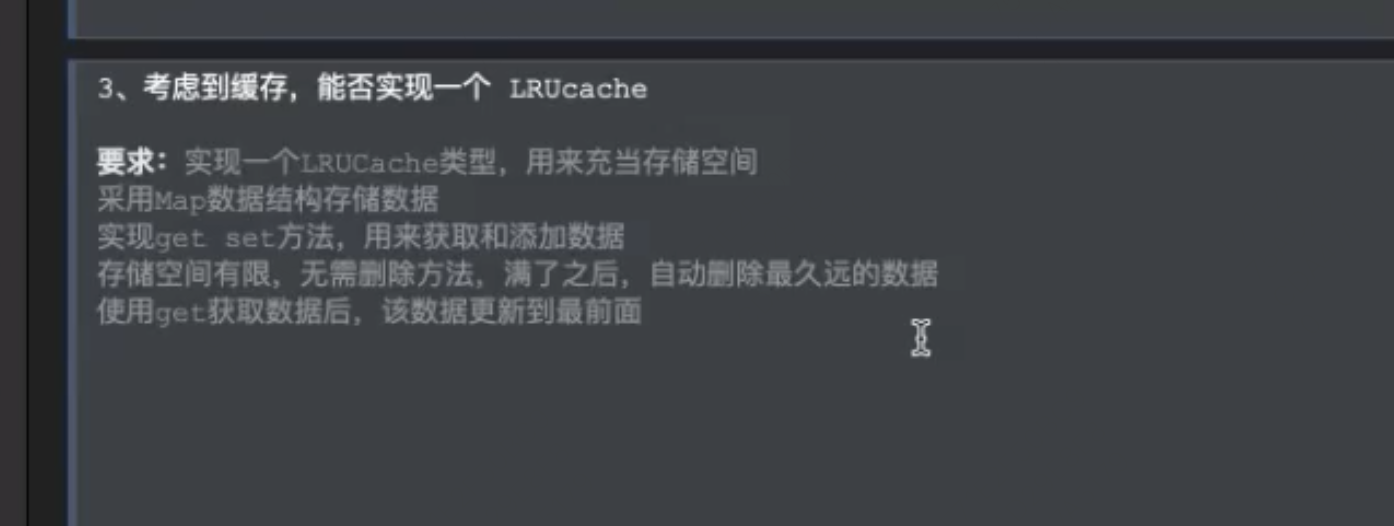 3、考虑到缓存，能否实现一个 LRUcache
要求：实现一个LRUCache类型，用来充当存储空间
采用Map数据结构存储数据
实现get set方法，用来获取和添加数据
存储空间有限，无需删除方法，满了之后，自动删除最久远的数据
使用get获取数据后，该数据更新到最前面